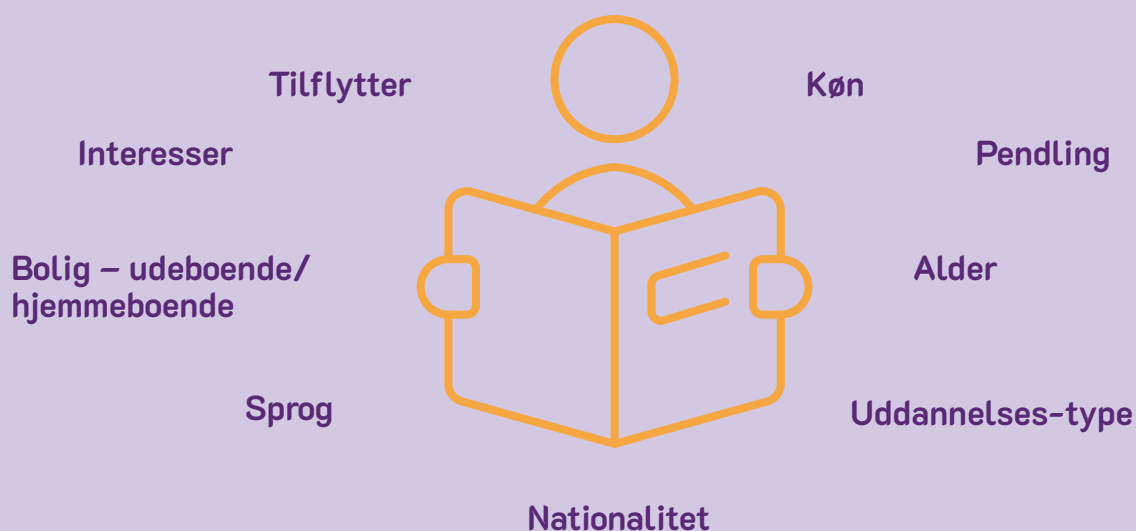 Tilflytter
Køn
Interesser
Pendling
Bolig – udeboende/
hjemmeboende
Alder
Sprog
Uddannelses-type
Nationalitet